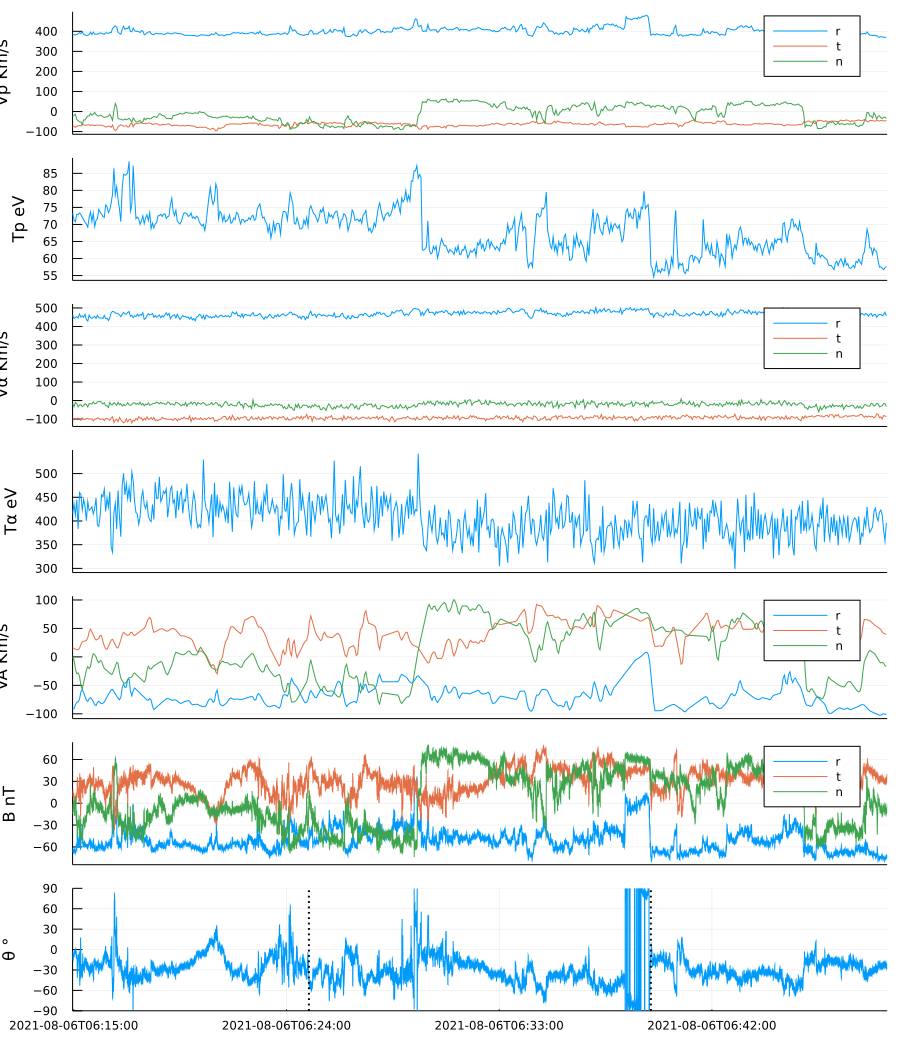 Vp Km/s
400
300
200
100
0
−100
r
t
n
Tp eV
85
80
75
70
65
60
55
Vα Km/s
500
400
300
200
100
0
−100
r
t
n
Tα eV
500
450
400
350
300
VA Km/s
100
50
0
−50
−100
r
t
n
B nT
60
30
0
−30
−60
r
t
n
θ °
90
60
30
0
−30
−60
−90
2021-08-06T06:15:00 2021-08-06T06:24:00 2021-08-06T06:33:00 2021-08-06T06:42:00